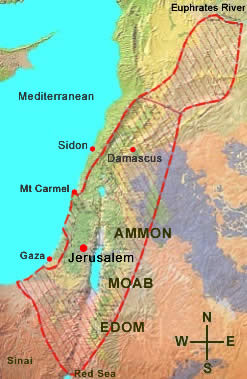 Euphrates River
Mediterranean
Sidon
Damascus
Mt Carmel
AMMON
Gaza
Jerusalem
MOAB
EDOM
N
W E
S
Sinai
Red Sea